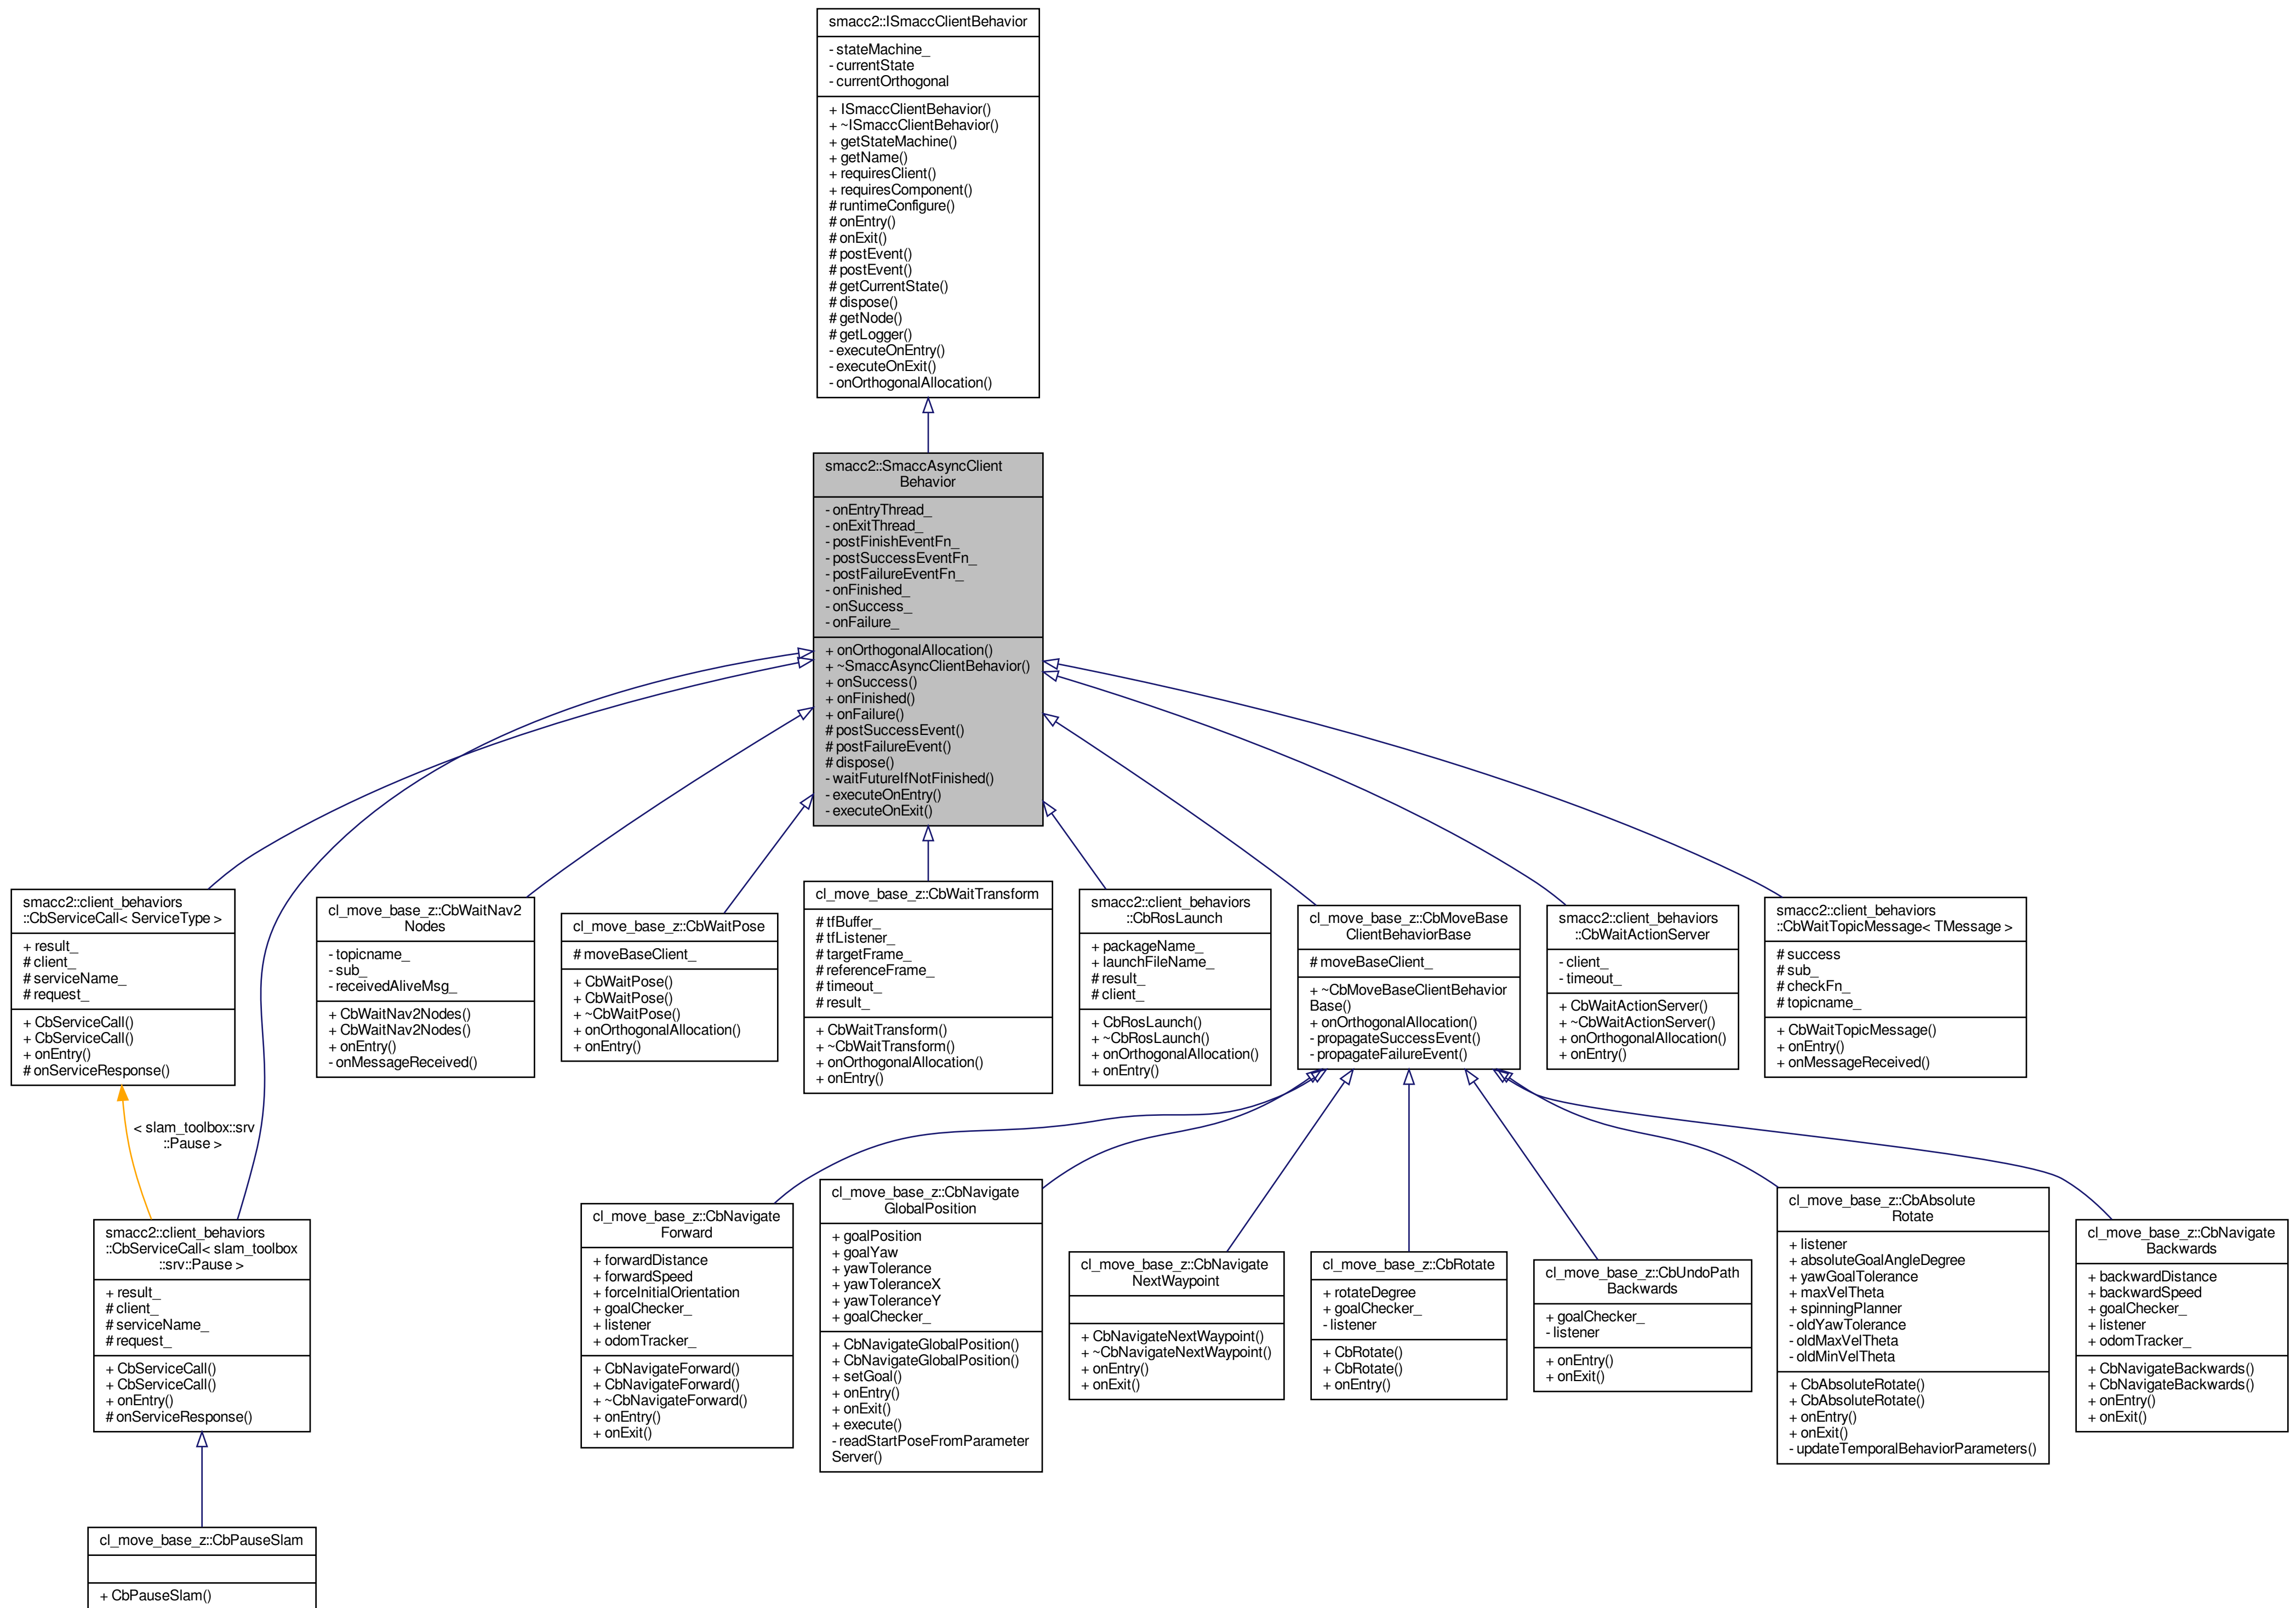 smacc2::ISmaccClientBehavior
- stateMachine_
- currentState
- currentOrthogonal
+ ISmaccClientBehavior()
+ ~ISmaccClientBehavior()
+ getStateMachine()
+ getName()
+ requiresClient()
+ requiresComponent()
# runtimeConfigure()
# onEntry()
# onExit()
# postEvent()
# postEvent()
# getCurrentState()
# dispose()
# getNode()
# getLogger()
- executeOnEntry()
- executeOnExit()
- onOrthogonalAllocation()
smacc2::SmaccAsyncClient
Behavior
- onEntryThread_
- onExitThread_
- postFinishEventFn_
- postSuccessEventFn_
- postFailureEventFn_
- onFinished_
- onSuccess_
- onFailure_
+ onOrthogonalAllocation()
+ ~SmaccAsyncClientBehavior()
+ onSuccess()
+ onFinished()
+ onFailure()
# postSuccessEvent()
# postFailureEvent()
# dispose()
- waitFutureIfNotFinished()
- executeOnEntry()
- executeOnExit()
smacc2::client_behaviors
::CbServiceCall< ServiceType >
+ result_
# client_
# serviceName_
# request_
+ CbServiceCall()
+ CbServiceCall()
+ onEntry()
# onServiceResponse()
cl_move_base_z::CbWaitNav2
Nodes
- topicname_
- sub_
- receivedAliveMsg_
+ CbWaitNav2Nodes()
+ CbWaitNav2Nodes()
+ onEntry()
- onMessageReceived()
cl_move_base_z::CbWaitPose
# moveBaseClient_
+ CbWaitPose()
+ CbWaitPose()
+ ~CbWaitPose()
+ onOrthogonalAllocation()
+ onEntry()
cl_move_base_z::CbWaitTransform
# tfBuffer_
# tfListener_
# targetFrame_
# referenceFrame_
# timeout_
# result_
+ CbWaitTransform()
+ ~CbWaitTransform()
+ onOrthogonalAllocation()
+ onEntry()
smacc2::client_behaviors
::CbRosLaunch
+ packageName_
+ launchFileName_
# result_
# client_
+ CbRosLaunch()
+ ~CbRosLaunch()
+ onOrthogonalAllocation()
+ onEntry()
cl_move_base_z::CbMoveBase
ClientBehaviorBase
# moveBaseClient_
+ ~CbMoveBaseClientBehavior
Base()
+ onOrthogonalAllocation()
- propagateSuccessEvent()
- propagateFailureEvent()
smacc2::client_behaviors
::CbWaitActionServer
- client_
- timeout_
+ CbWaitActionServer()
+ ~CbWaitActionServer()
+ onOrthogonalAllocation()
+ onEntry()
smacc2::client_behaviors
::CbWaitTopicMessage< TMessage >
# success
# sub_
# checkFn_
# topicname_
+ CbWaitTopicMessage()
+ onEntry()
+ onMessageReceived()
< slam_toolbox::srv
::Pause >
smacc2::client_behaviors
::CbServiceCall< slam_toolbox
::srv::Pause >
+ result_
# client_
# serviceName_
# request_
+ CbServiceCall()
+ CbServiceCall()
+ onEntry()
# onServiceResponse()
cl_move_base_z::CbNavigate
Forward
+ forwardDistance
+ forwardSpeed
+ forceInitialOrientation
+ goalChecker_
+ listener
+ odomTracker_
+ CbNavigateForward()
+ CbNavigateForward()
+ ~CbNavigateForward()
+ onEntry()
+ onExit()
cl_move_base_z::CbNavigate
GlobalPosition
+ goalPosition
+ goalYaw
+ yawTolerance
+ yawToleranceX
+ yawToleranceY
+ goalChecker_
+ CbNavigateGlobalPosition()
+ CbNavigateGlobalPosition()
+ setGoal()
+ onEntry()
+ onExit()
+ execute()
- readStartPoseFromParameter
Server()
cl_move_base_z::CbNavigate
NextWaypoint
+ CbNavigateNextWaypoint()
+ ~CbNavigateNextWaypoint()
+ onEntry()
+ onExit()
cl_move_base_z::CbRotate
+ rotateDegree
+ goalChecker_
- listener
+ CbRotate()
+ CbRotate()
+ onEntry()
cl_move_base_z::CbUndoPath
Backwards
+ goalChecker_
- listener
+ onEntry()
+ onExit()
cl_move_base_z::CbAbsolute
Rotate
+ listener
+ absoluteGoalAngleDegree
+ yawGoalTolerance
+ maxVelTheta
+ spinningPlanner
- oldYawTolerance
- oldMaxVelTheta
- oldMinVelTheta
+ CbAbsoluteRotate()
+ CbAbsoluteRotate()
+ onEntry()
+ onExit()
- updateTemporalBehaviorParameters()
cl_move_base_z::CbNavigate
Backwards
+ backwardDistance
+ backwardSpeed
+ goalChecker_
+ listener
+ odomTracker_
+ CbNavigateBackwards()
+ CbNavigateBackwards()
+ onEntry()
+ onExit()
cl_move_base_z::CbPauseSlam
+ CbPauseSlam()